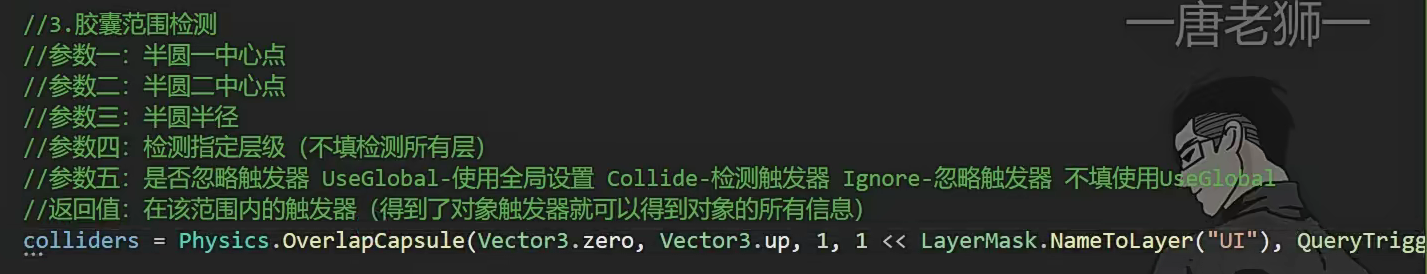 //3.胶囊范围检测
一唐老狮一
//参数一：半圆一中心点
//参数二：半圆二中心点
//参数三：半圆半径
//参数四：检测指定层级（不填检测所有层）
//参数五：是否忽略触发器 UseGlobal-使用全局设置 Collide-检测触发器 Ignore-忽略触发器 不填使用UseGlobal
//返回值：在该范围内的触发器（得到了对象触发器就可以得到对象的所有信息）
colliders = Physics.OverlapCapsule(Vector3.zero, Vector3.up, 1, 1 << LayerMask.NameToLayer("UI"), QueryTrigg